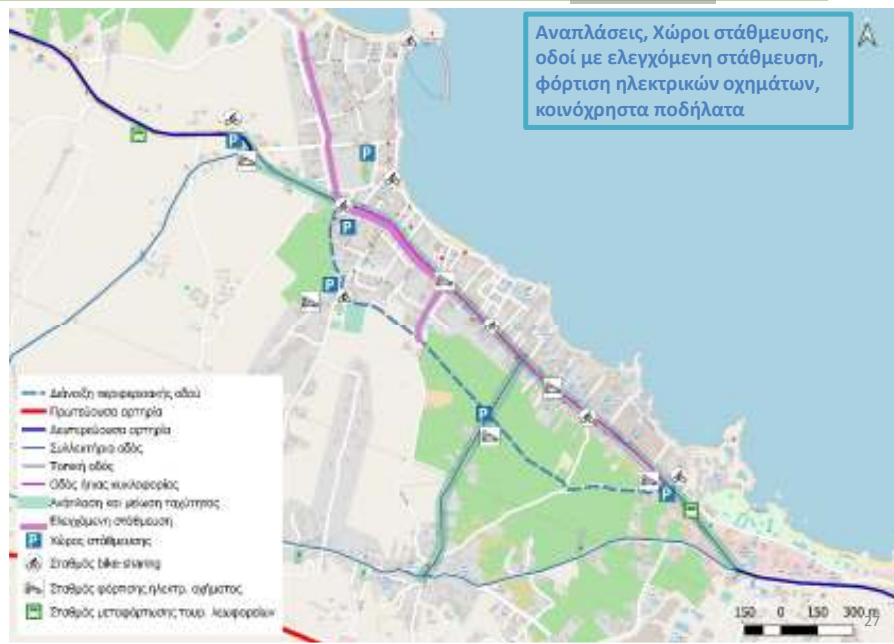 Αναπλάσεις, Χώροι στάθμευσης,
οδοί με ελεγχόμενη στάθμευση,
φόρτιση ηλεκτρικών οχημάτων,
κοινόχρηστα ποδήλατα
P
P
P
P
P
P
Διάνοιξη περιφερειακής οδού
Πρωτεύουσα αρτηρία
Δευτερεύουσα αρτηρία
Συλλεκτήρια οδός
Τοπική οδός
Οδός ήπιας κυκλοφορίας
Ανάπλαση και μείωση ταχύτητας
Ελεγχόμενη στάθμευση
P Χώρος στάθμευσης
Σταθμός bike-sharing
Σταθμός φόρτισης ηλεκτρ. οχήματος
Σταθμός μεταφόρτωσης τουρ. λεωφορείων
150 0 150 300 m
27